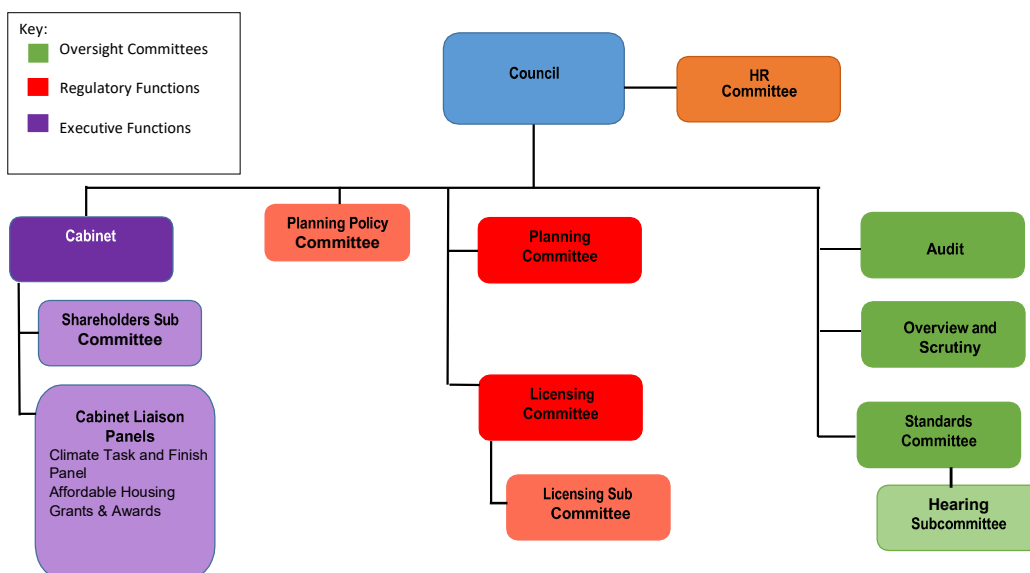 Key:
Oversight Committees
Regulatory Functions
Executive Functions
Council
HR
Committee
Cabinet
Planning Policy
Committee
Planning
Committee
Audit
Shareholders Sub
Committee
Overview and
Scrutiny
Cabinet Liaison
Panels
Climate Task and Finish
Panel
Affordable Housing
Grants & Awards
Licensing
Committee
Standards
Committee
Licensing Sub
Committee
Hearing
Subcommittee